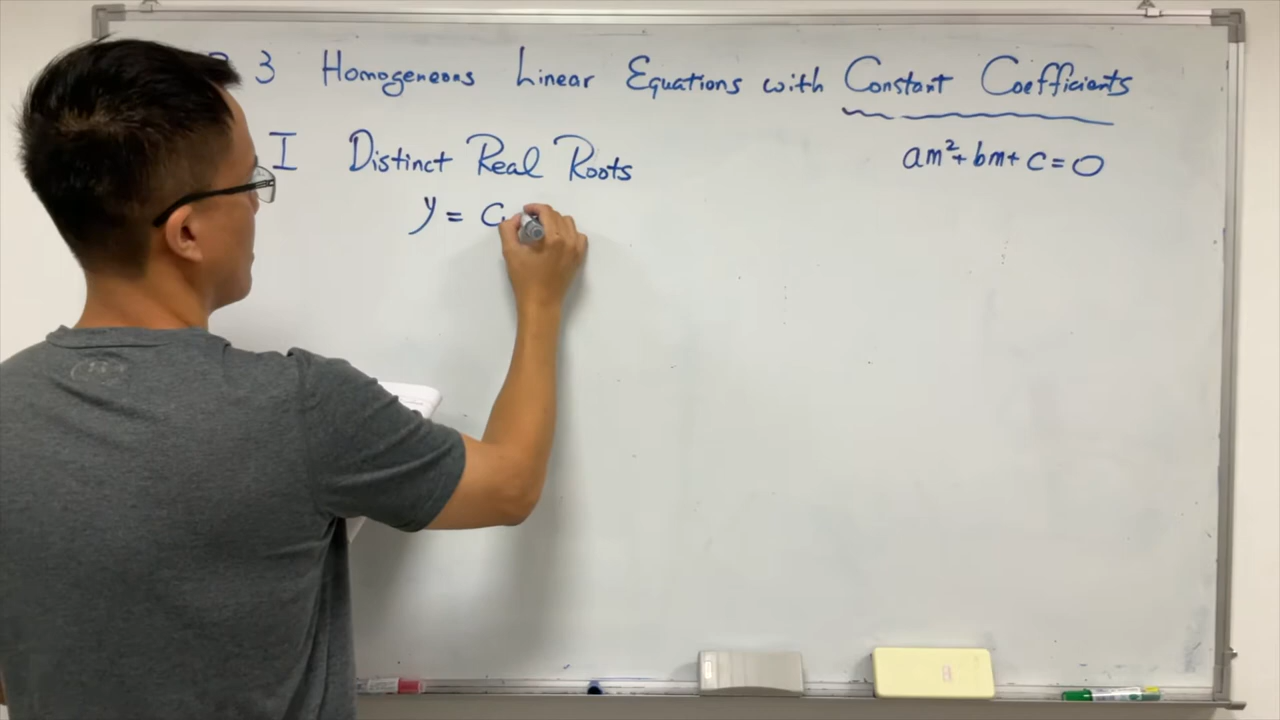 3 Homogeneous Linear Equations with Constant Coefficients
I Distinct Real Roots
am²+bm+c=0
y = C